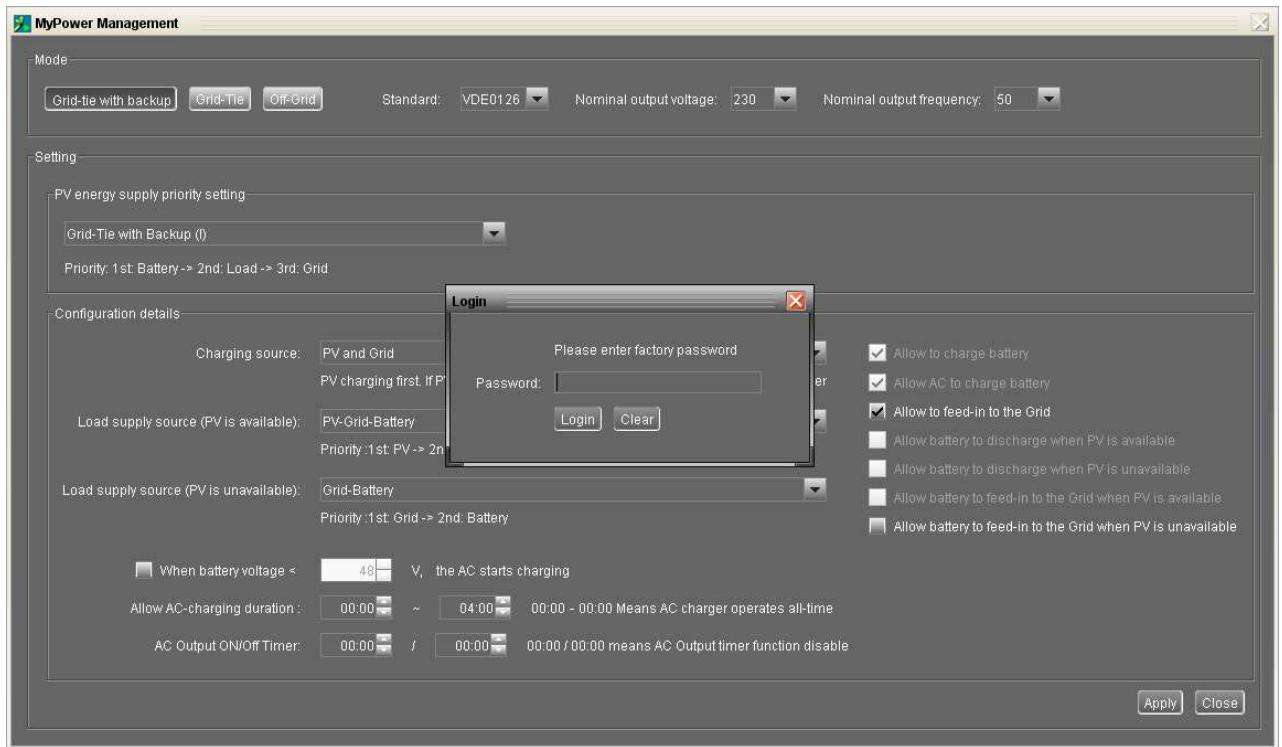 MyPower Management
Mode
Grid-tie with backup Grid-Tie Off-Grid Standard: VDE0126 Nominal output voltage: 230 Nominal output frequency: 50
Setting
PV energy supply priority setting
Grid-Tie with Backup (I)
Priority: 1st: Battery -> 2nd: Load -> 3rd: Grid
Configuration details
Charging source: PV and Grid
PV charging first. If P er
Load supply source (PV is available): PV-Grid-Battery
Priority :1st: PV -> 2n
Load supply source (PV is unavailable): Grid-Battery
Priority :1st: Grid -> 2nd: Battery
Login
Please enter factory password
Password:
Login Clear
Allow to charge battery
Allow AC to charge battery
Allow to feed-in to the Grid
Allow battery to discharge when PV is available
Allow battery to discharge when PV is unavailable
Allow battery to feed-in to the Grid when PV is available
Allow battery to feed-in to the Grid when PV is unavailable
When battery voltage < 48 V, the AC starts charging
Allow AC-charging duration : 00:00 ~ 04:00 00:00 - 00:00 Means AC charger operates all-time
AC Output ON/Off Timer: 00:00 / 00:00 00:00 / 00:00 means AC Output timer function disable
Apply Close